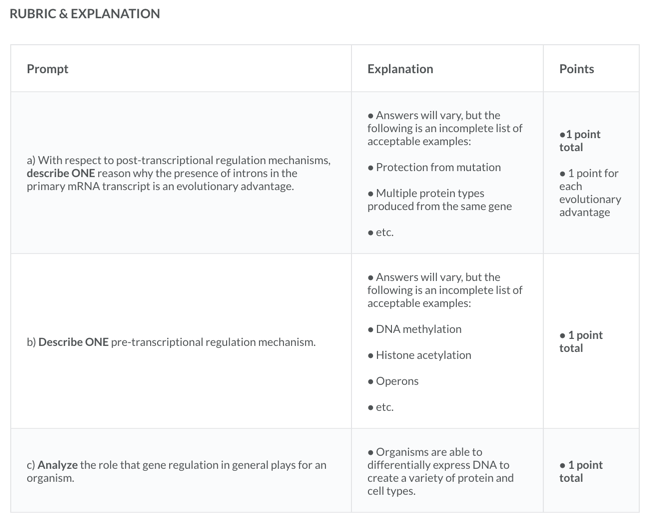 RUBRIC & EXPLANATION
Prompt
Explanation
Points
a) With respect to post-transcriptional regulation mechanisms,
describe ONE reason why the presence of introns in the
primary mRNA transcript is an evolutionary advantage.
● Answers will vary, but the
following is an incomplete list of
acceptable examples:
● Protection from mutation
● Multiple protein types
produced from the same gene
● etc.
●1 point
total
● 1 point for
each
evolutionary
advantage
b) Describe ONE pre-transcriptional regulation mechanism.
● Answers will vary, but the
following is an incomplete list of
acceptable examples:
● DNA methylation
● Histone acetylation
● Operons
● etc.
● 1 point
total
c) Analyze the role that gene regulation in general plays for an
organism.
● Organisms are able to
differentially express DNA to
create a variety of protein and
cell types.
● 1 point
total